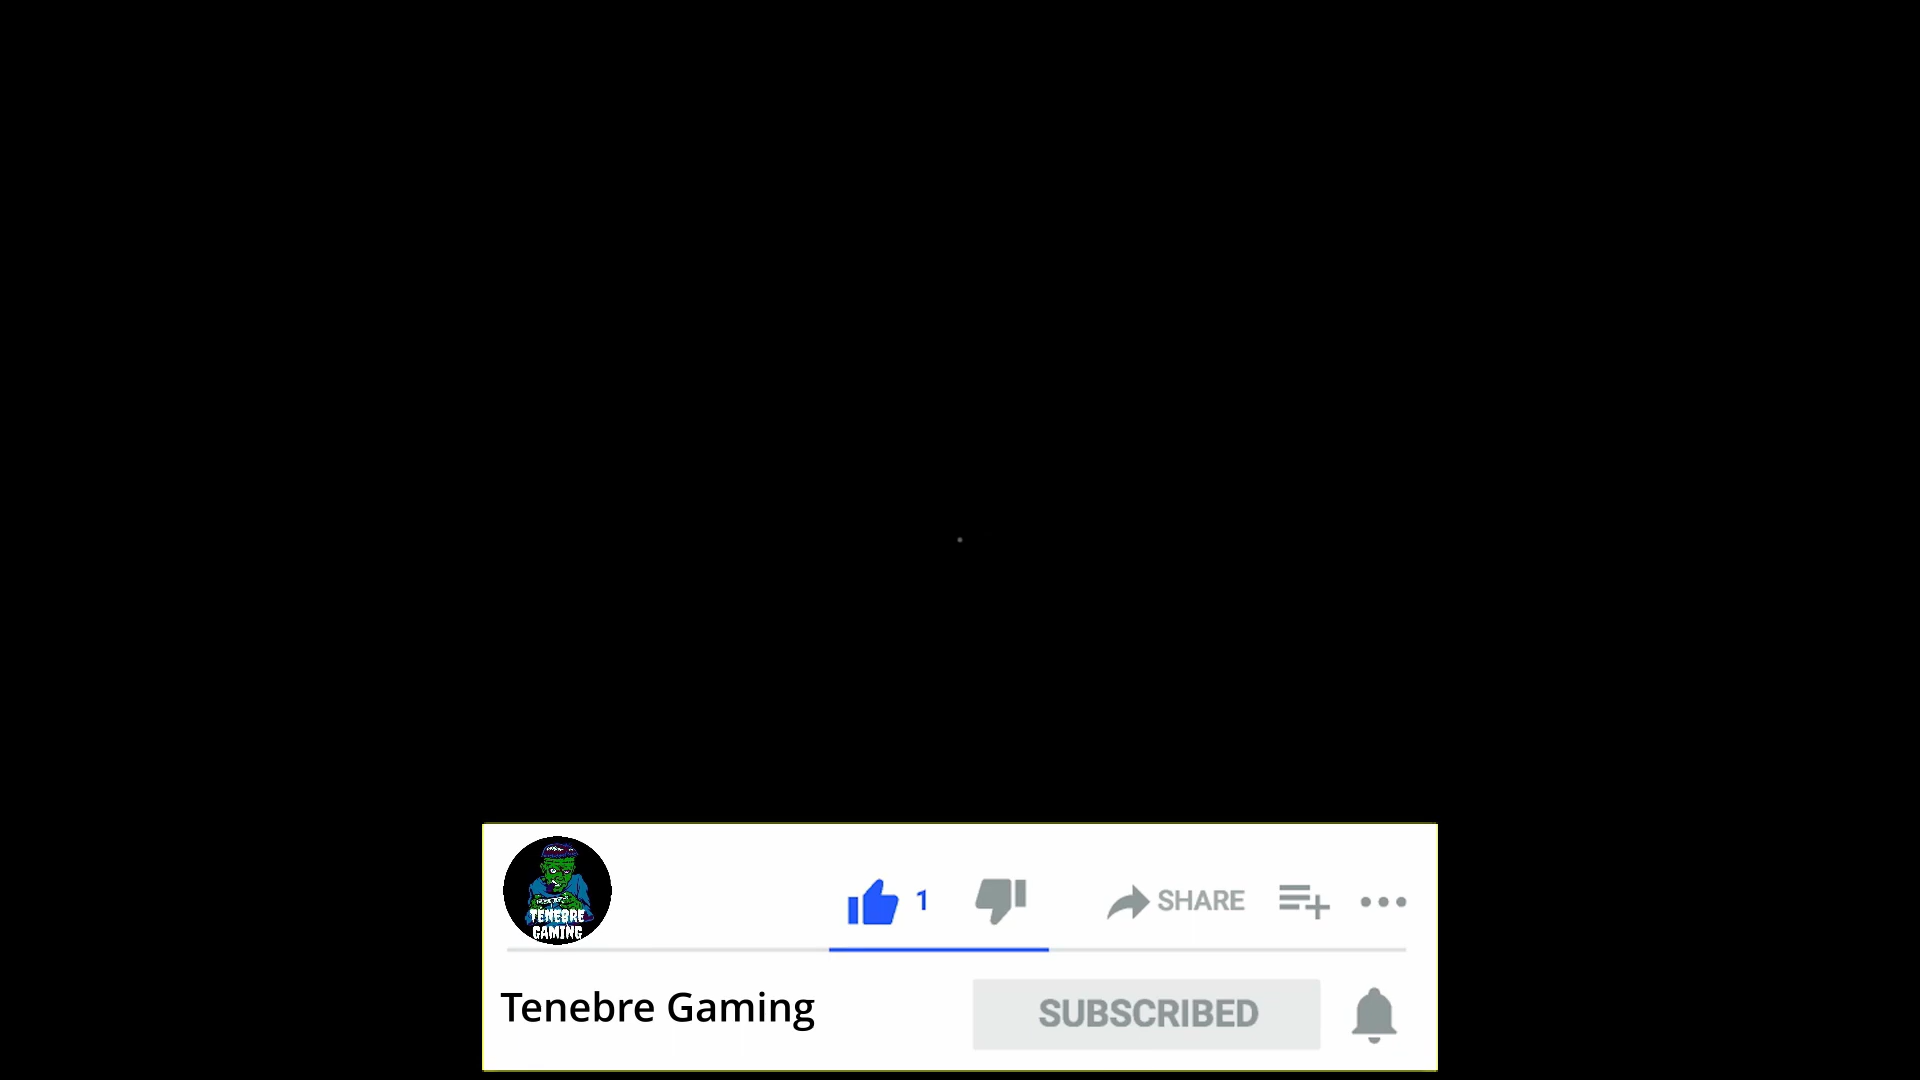 TENEBRE
GAMING
1
SHARE
Tenebre Gaming
SUBSCRIBED